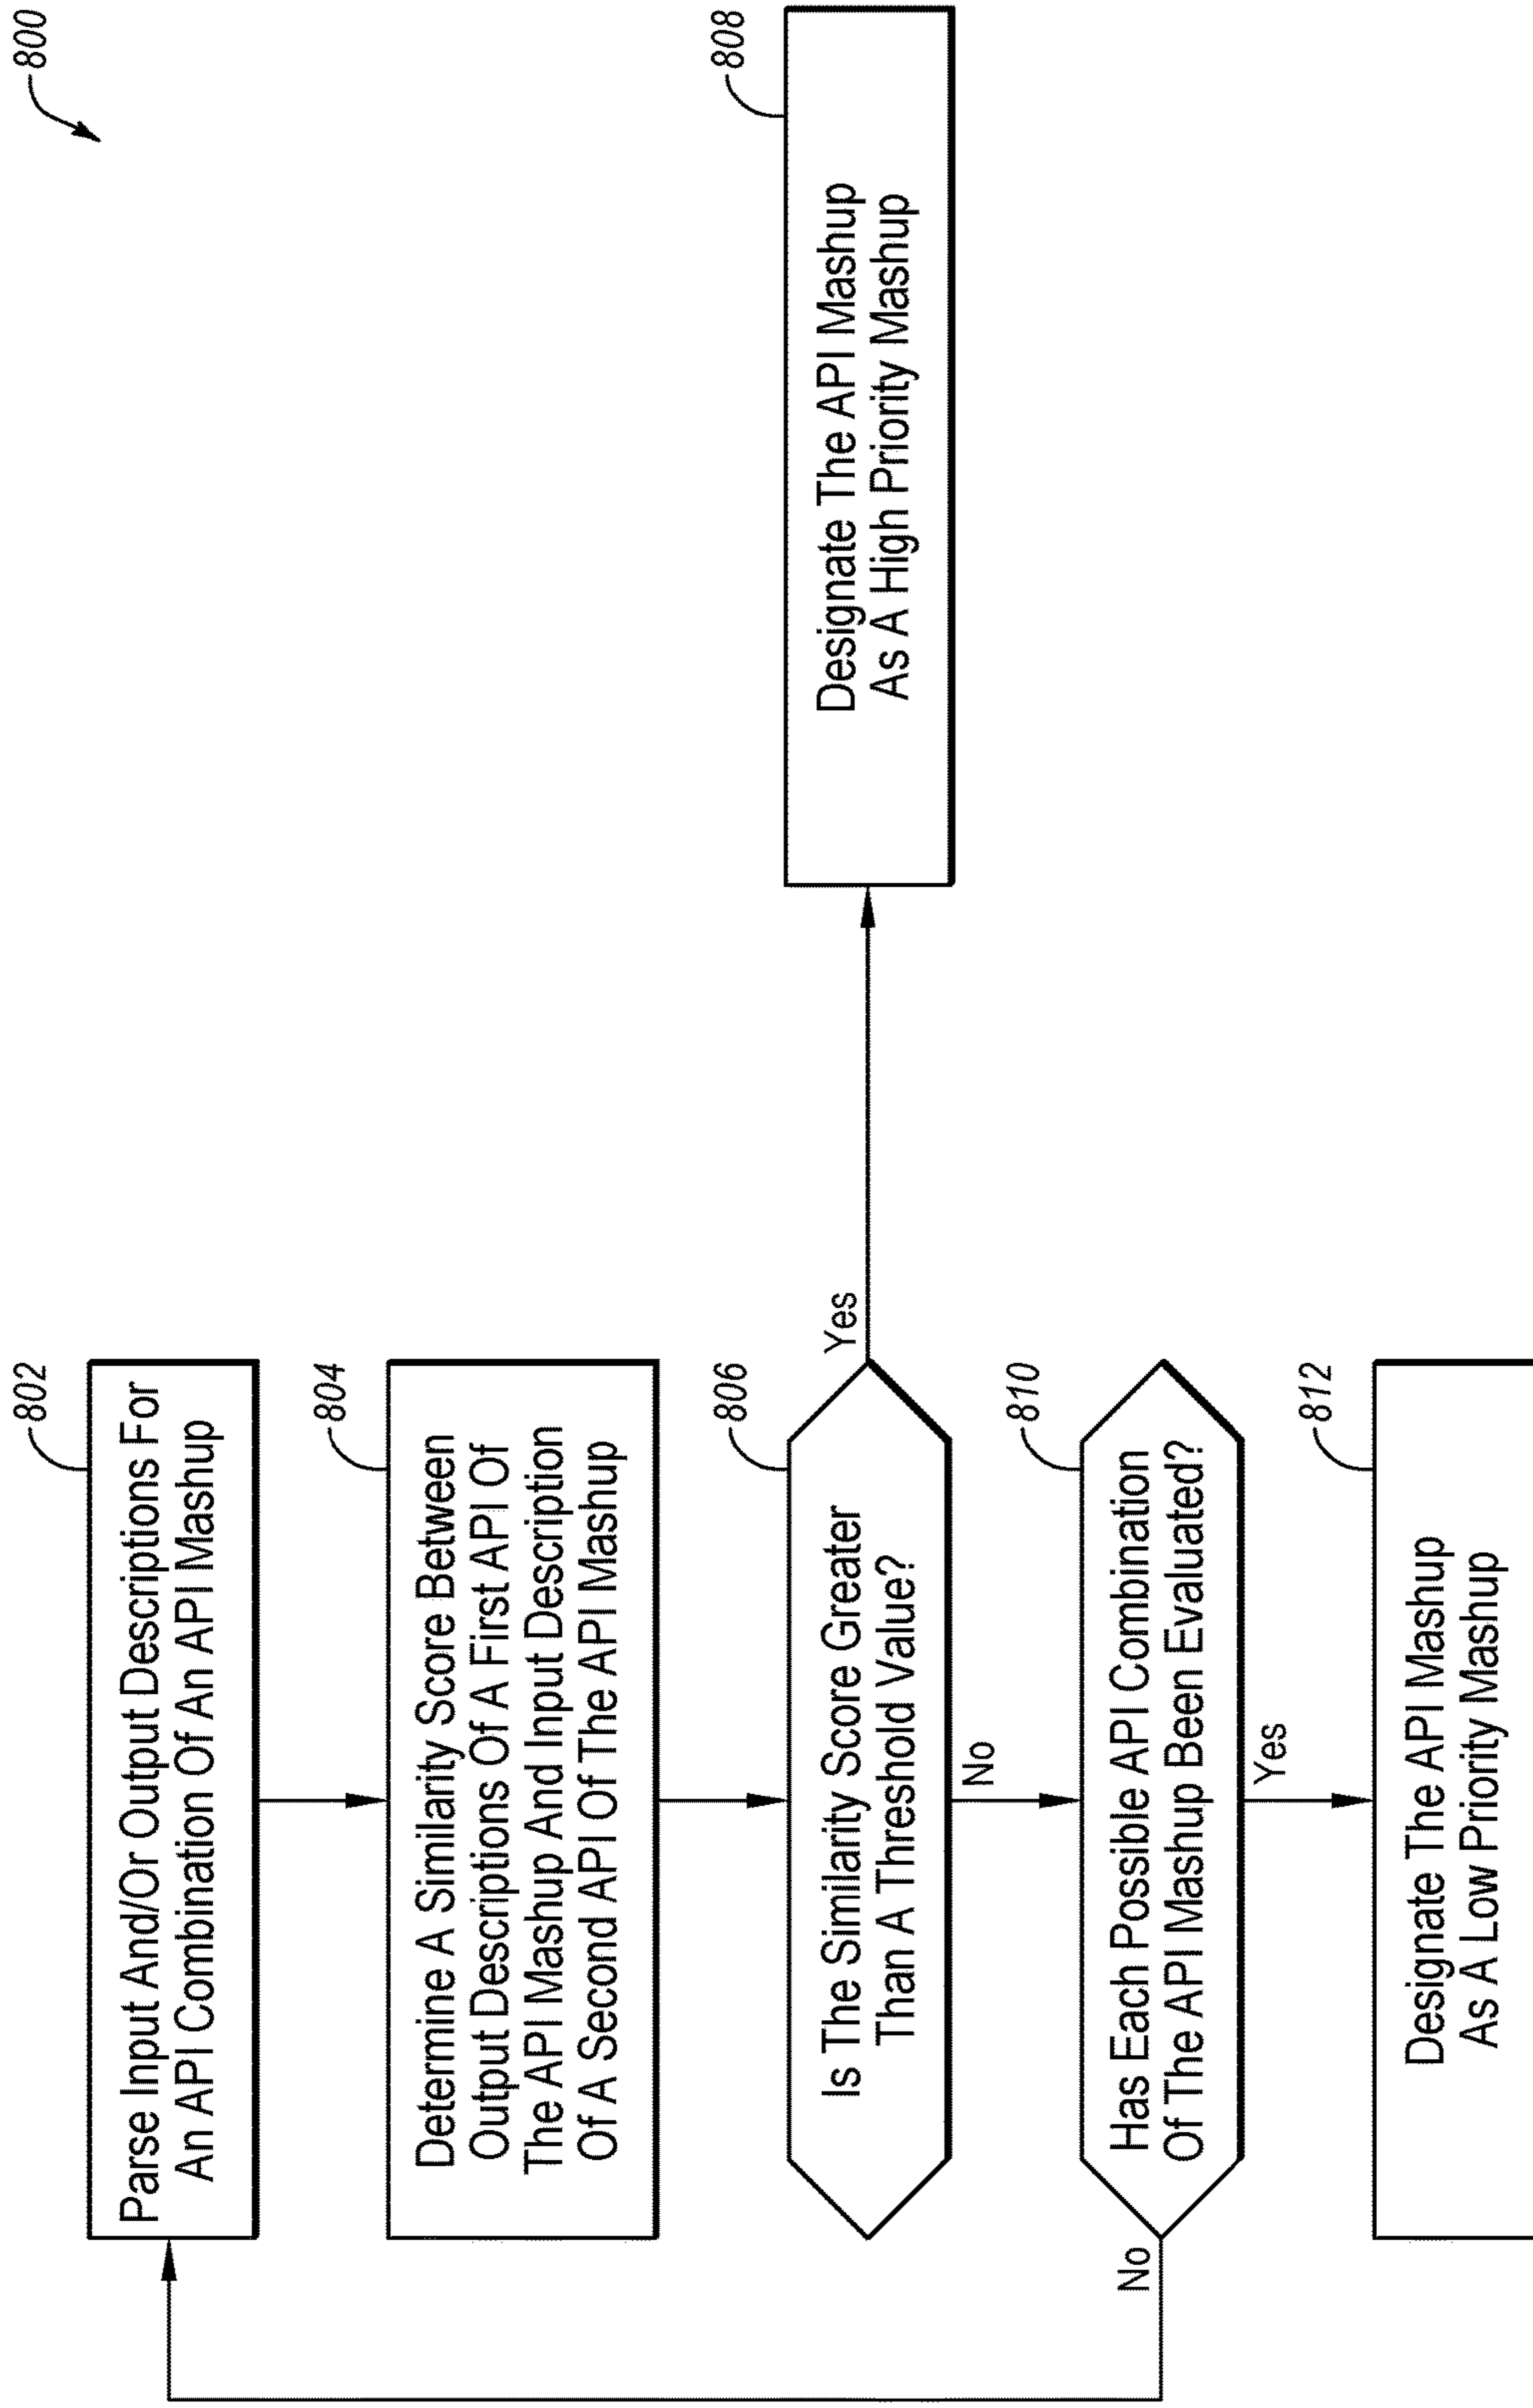 800
802
Parse Input And/Or Output Descriptions For
An API Combination Of An API Mashup
804
Determine A Similarity Score Between
Output Descriptions Of A First API Of
The API Mashup And Input Description
Of A Second API Of The API Mashup
806
Is The Similarity Score Greater
Than A Threshold Value?
Yes
808
Designate The API Mashup
As A High Priority Mashup
No
810
Has Each Possible API Combination
Of The API Mashup Been Evaluated?
No
Yes
812
Designate The API Mashup
As A Low Priority Mashup